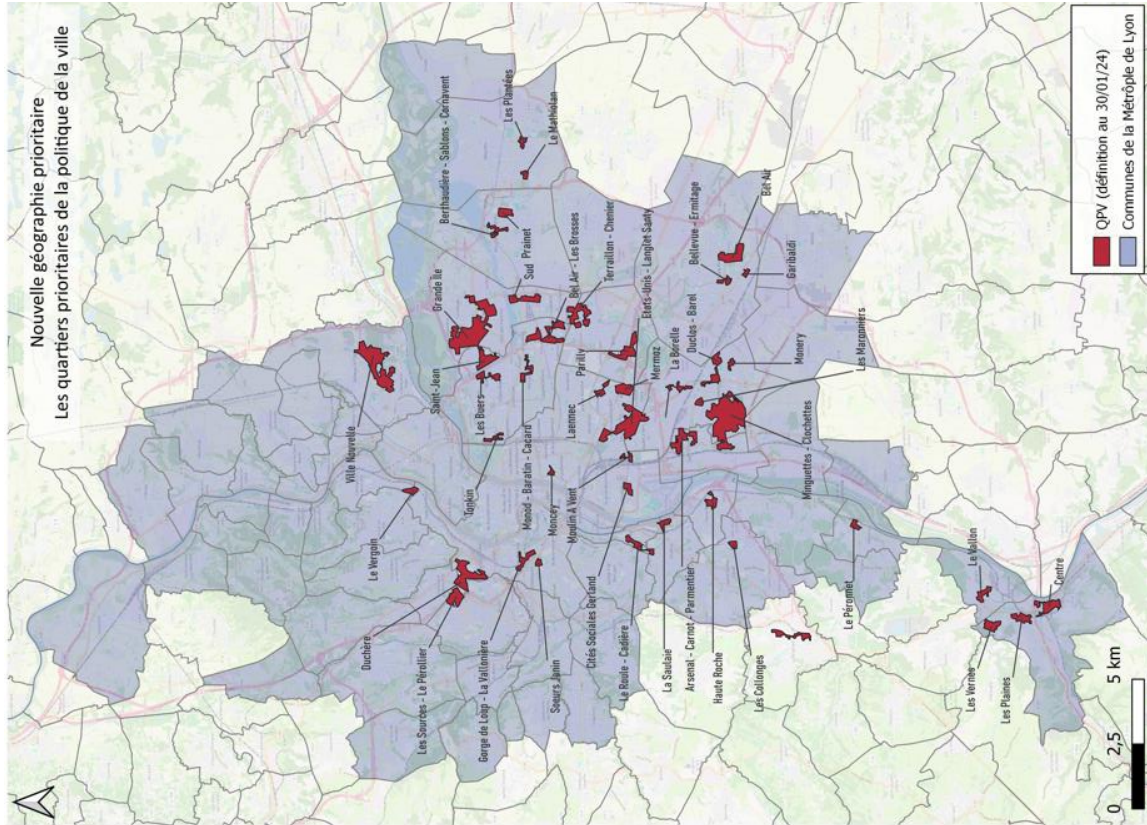 Nouvelle géographie prioritaire
Les quartiers prioritaires de la politique de la ville
Ville Nouvelle
Le Vergoin
Duchère
Les Sources - Le Pérollier
Gorge de Loup - La Vallonière
Soeurs Janin
Tonkin
Les Buers
Saint-Jean
Grande Île
Berthaudière - Sablons - Cornavent
Les Plantées
Le Mathiolan
Prainet
Sud
Monod - Baratin - Cacard
Moncey
Bel Air - Les Brosses
Terraillon - Chenier
Parilly
Etats-Unis - Langlet Santy
Laennec
Mermoz
Moulin A Vent
Cités Sociales Gerland
Le Roule - Cadière
La Saulaie
Arsenal - Carnot - Parmentier
Haute Roche
Les Collonges
La Borelle
Duclos - Barel
Bellevue - Ermitage
Bel Air
Garibaldi
Monery
Les Maronniers
Minguettes - Clochettes
Le Péronnet
Le Vallon
Les Vernes
Les Plaines
Centre
0 2,5 5 km
QPV (définition au 30/01/24)
Communes de la Métrôple de Lyon